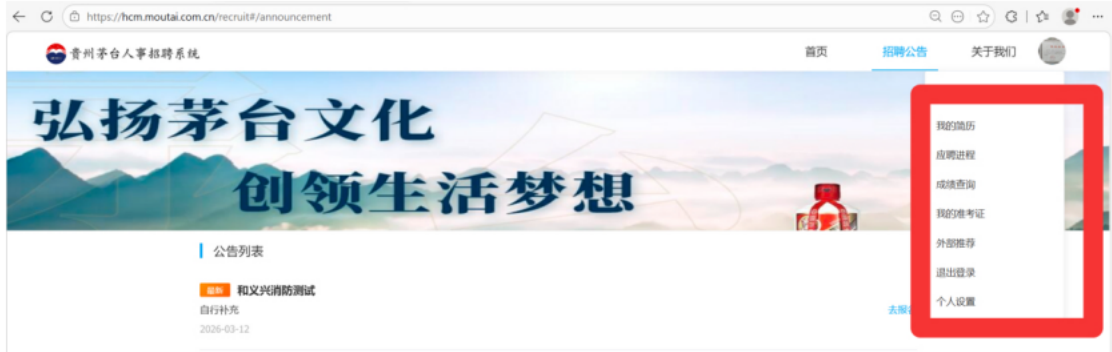 https://hcm.moutai.com.cn/recruit#/announcement
贵州茅台人事招聘系统
首页
招聘公告
关于我们
弘扬茅台文化
创领生活梦想
我的简历
应聘进程
成绩查询
我的准考证
外部推荐
退出登录
个人设置
公告列表
最新 和义兴消防测试
自行补充
去报
2026-03-12